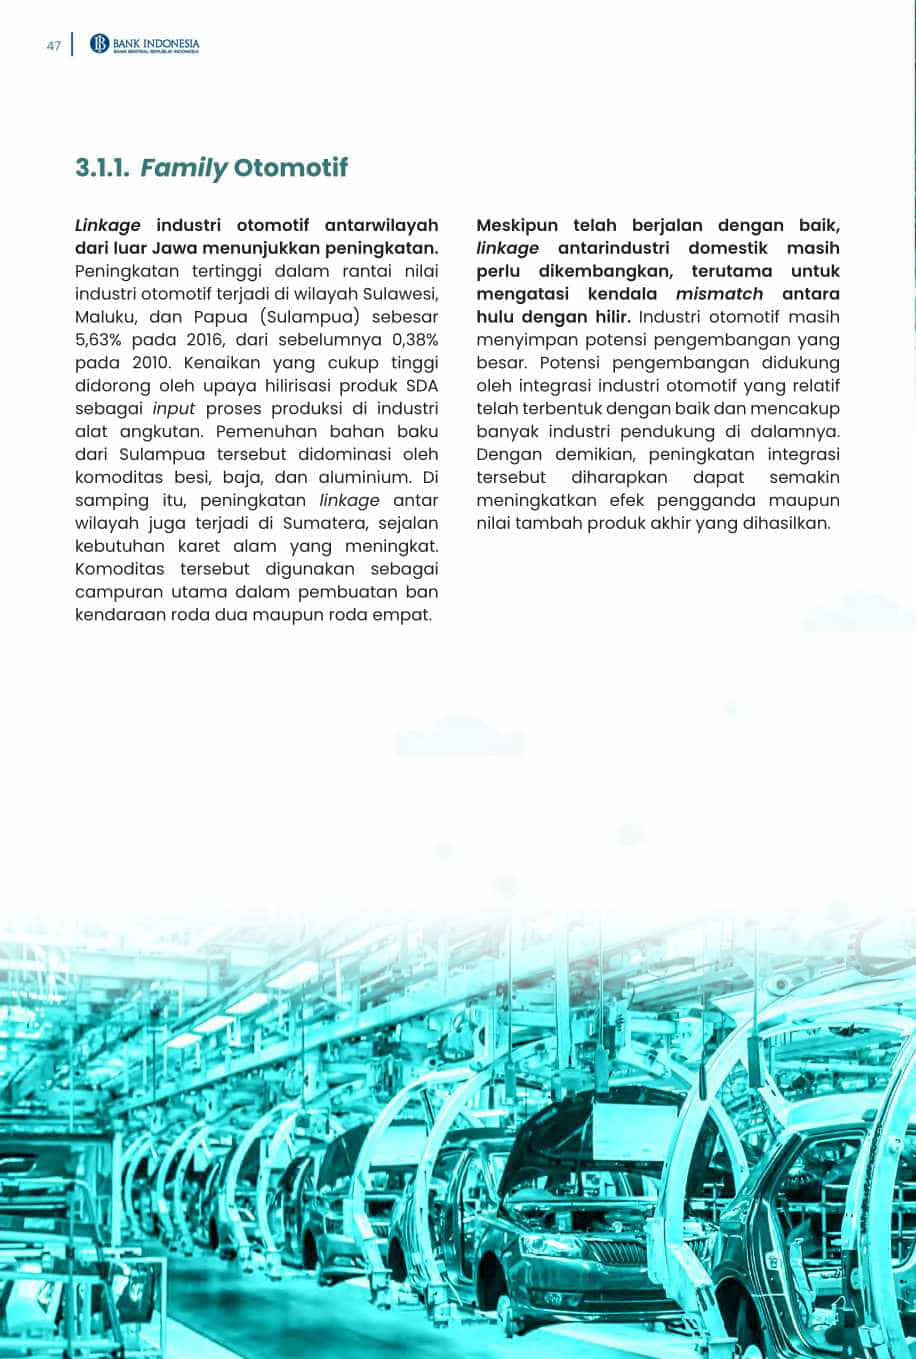 47
BANK INDONESIA
BANK SENTRAL REPUBLIK INDONESIA
3.1.1. Family Otomotif
Linkage industri otomotif antarwilayah
dari luar Jawa menunjukkan peningkatan.
Peningkatan tertinggi dalam rantai nilai
industri otomotif terjadi di wilayah Sulawesi,
Maluku, dan Papua (Sulampua) sebesar
5,63% pada 2016, dari sebelumnya 0,38%
pada 2010. Kenaikan yang cukup tinggi
didorong oleh upaya hilirisasi produk SDA
sebagai input proses produksi di industri
alat angkutan. Pemenuhan bahan baku
dari Sulampua tersebut didominasi oleh
komoditas besi, baja, dan aluminium. Di
samping itu, peningkatan linkage antar
wilayah juga terjadi di Sumatera, sejalan
kebutuhan karet alam yang meningkat.
Komoditas tersebut digunakan sebagai
campuran utama dalam pembuatan ban
kendaraan roda dua maupun roda empat.
Meskipun telah berjalan dengan baik,
linkage antarindustri domestik masih
perlu dikembangkan, terutama untuk
mengatasi kendala mismatch antara
hulu dengan hilir. Industri otomotif masih
menyimpan potensi pengembangan yang
besar. Potensi pengembangan didukung
oleh integrasi industri otomotif yang relatif
telah terbentuk dengan baik dan mencakup
banyak industri pendukung di dalamnya.
Dengan demikian, peningkatan integrasi
tersebut diharapkan dapat semakin
meningkatkan efek pengganda maupun
nilai tambah produk akhir yang dihasilkan.